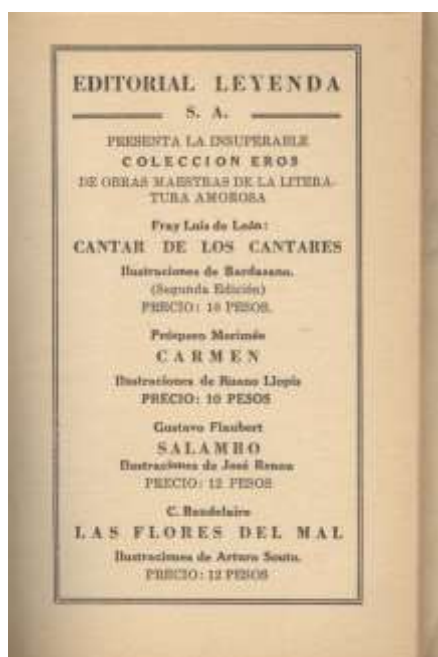 EDITORIAL LEYENDA
S. A.
PRESENTA LA INSUPERABLE
COLECCION EROS
DE OBRAS MAESTRAS DE LA LITERA-
TURA AMOROSA
Fray Luis de León:
CANTAR DE LOS CANTARES
Ilustraciones de Bardasano.
(Segunda Edición)
PRECIO: 10 PESOS.
Próspero Merimée
CARMEN
Ilustraciones de Ruano Llopis
PRECIO: 10 PESOS
Gustavo Flaubert
SALAMBO
Ilustraciones de José Renau
PRECIO: 12 PESOS
C. Baudelaire
LAS FLORES DEL MAL
Ilustraciones de Arturo Souto.
PRECIO: 12 PESOS